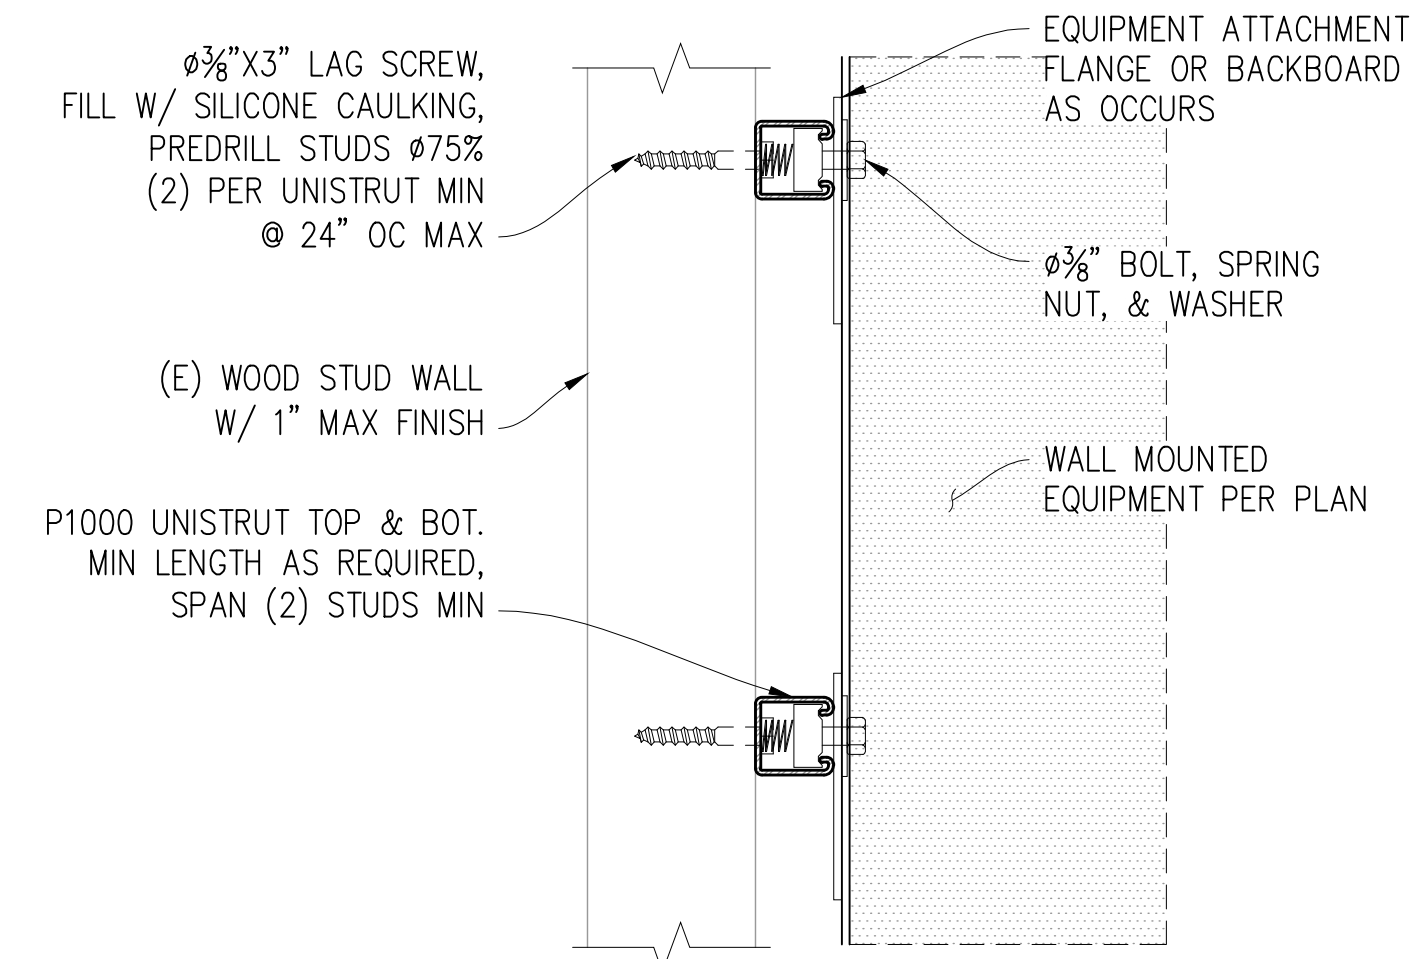 ø3/8”X3” LAG SCREW,
FILL W/ SILICONE CAULKING,
PREDRILL STUDS ø75%
(2) PER UNISTRUT MIN
@ 24” OC MAX
(E) WOOD STUD WALL
W/ 1” MAX FINISH
P1000 UNISTRUT TOP & BOT.
MIN LENGTH AS REQUIRED,
SPAN (2) STUDS MIN
EQUIPMENT ATTACHMENT
FLANGE OR BACKBOARD
AS OCCURS
ø3/8” BOLT, SPRING
NUT, & WASHER
WALL MOUNTED
EQUIPMENT PER PLAN